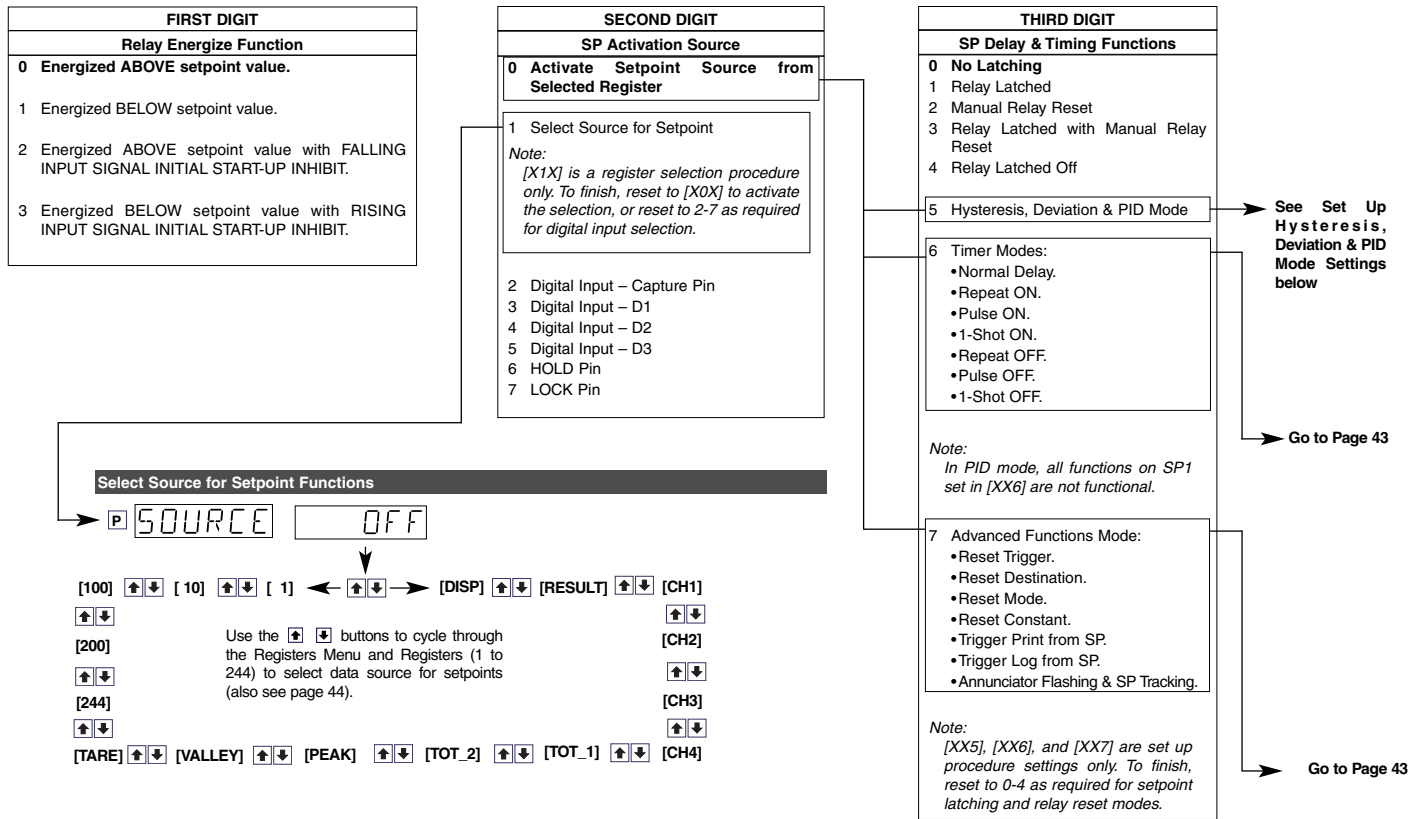 FIRST DIGIT
Relay Energize Function
0 Energized ABOVE setpoint value.
1 Energized BELOW setpoint value.
2 Energized ABOVE setpoint value with FALLING
INPUT SIGNAL INITIAL START-UP INHIBIT.
3 Energized BELOW setpoint value with RISING
INPUT SIGNAL INITIAL START-UP INHIBIT.
SECOND DIGIT
SP Activation Source
0 Activate Setpoint Source from
Selected Register
1 Select Source for Setpoint
Note:
[X1X] is a register selection procedure
only. To finish, reset to [X0X] to activate
the selection, or reset to 2-7 as required
for digital input selection.
2 Digital Input – Capture Pin
3 Digital Input – D1
4 Digital Input – D2
5 Digital Input – D3
6 HOLD Pin
7 LOCK Pin
THIRD DIGIT
SP Delay & Timing Functions
0 No Latching
1 Relay Latched
2 Manual Relay Reset
3 Relay Latched with Manual Relay
Reset
4 Relay Latched Off
5 Hysteresis, Deviation & PID Mode
See Set Up
Hysteresis,
Deviation & PID
Mode Settings
below
6 Timer Modes:
•Normal Delay.
•Repeat ON.
•Pulse ON.
•1-Shot ON.
•Repeat OFF.
•Pulse OFF.
•1-Shot OFF.
Go to Page 43
Note:
In PID mode, all functions on SP1
set in [XX6] are not functional.
7 Advanced Functions Mode:
•Reset Trigger.
•Reset Destination.
•Reset Mode.
•Reset Constant.
•Trigger Print from SP.
•Trigger Log from SP.
•Annunciator Flashing & SP Tracking.
Go to Page 43
Note:
[XX5], [XX6], and [XX7] are set up
procedure settings only. To finish,
reset to 0-4 as required for setpoint
latching and relay reset modes.
Select Source for Setpoint Functions
P SOURCE OFF
[100] [ 10] [ 1] [DISP] [RESULT] [CH1]
[200] [CH2]
[244] [CH3]
Use the buttons to cycle through
the Registers Menu and Registers (1 to
244) to select data source for setpoints
(also see page 44).
[TARE] [VALLEY] [PEAK] [TOT_2] [TOT_1] [CH4]